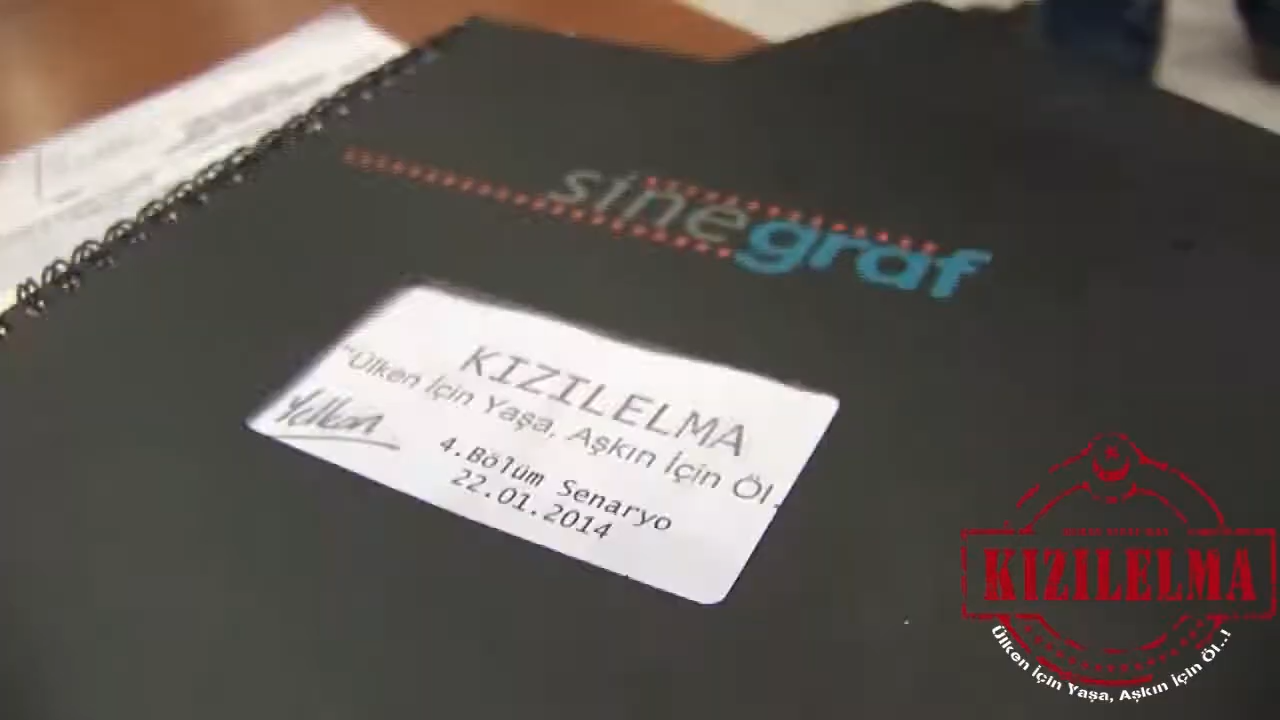 sinegraf
KIZILELMA
"Ülken İçin Yaşa, Aşkın İçin Öl.
Yelkan
4.Bölüm Senaryo
22.01.2014
KIZILELMA
Ülken İçin Yaşa, Aşkın İçin Öl..!